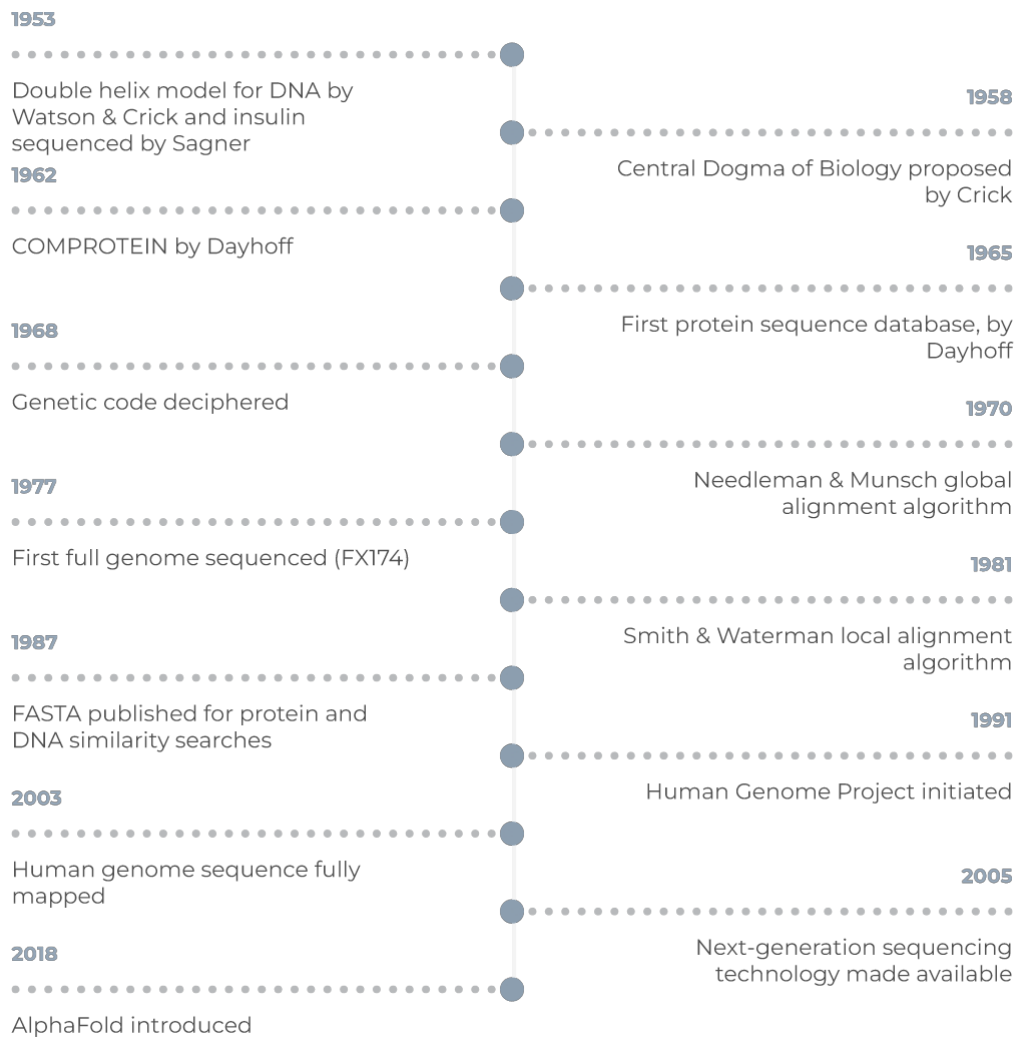 1953
Double helix model for DNA by
Watson & Crick and insulin
sequenced by Sagner
1958
Central Dogma of Biology proposed
by Crick
1962
COMPROTEIN by Dayhoff
1965
First protein sequence database, by
Dayhoff
1968
Genetic code deciphered
1970
Needleman & Munsch global
alignment algorithm
1977
First full genome sequenced (FX174)
1981
Smith & Waterman local alignment
algorithm
1987
FASTA published for protein and
DNA similarity searches
1991
Human Genome Project initiated
2003
Human genome sequence fully
mapped
2005
Next-generation sequencing
technology made available
2018
AlphaFold introduced